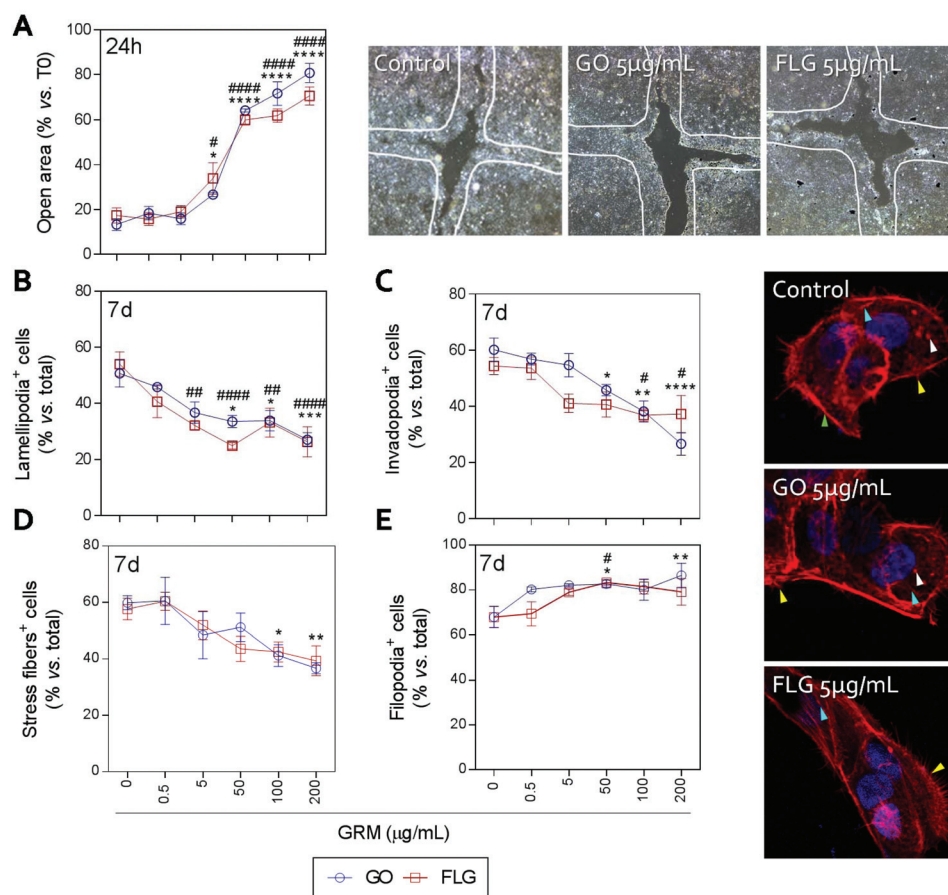 A
24h
Open area (% vs. T0)
100
80
60
40
20
0
#
*
####
****
####
****
####
****
Control
GO 5µg/mL
FLG 5µg/mL
B
7d
Lamellipodia+ cells
(% vs. total)
80
60
40
20
0
##
####
*
##
*
####
***
C
7d
Invadopodia+ cells
(% vs. total)
80
60
40
20
0
*
#
**
#
****
D
7d
Stress fibers+ cells
(% vs. total)
80
60
40
20
0
*
**
0
0.5
5
50
100
200
E
7d
Filopodia+ cells
(% vs. total)
100
80
60
40
20
0
#
*
**
0
0.5
5
50
100
200
GRM (µg/mL)
GO
FLG
Control
GO 5µg/mL
FLG 5µg/mL